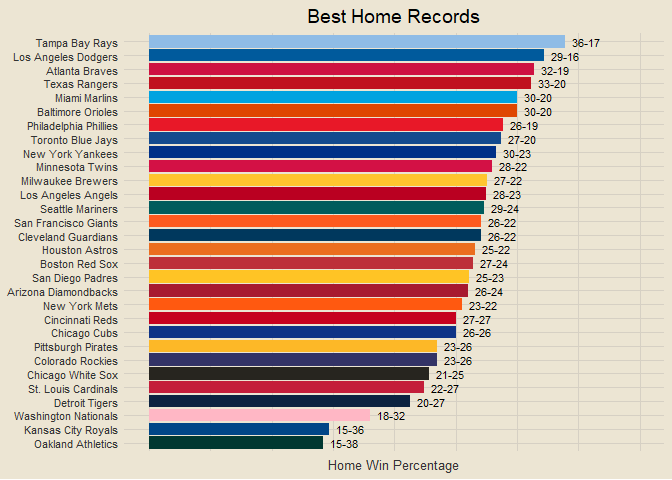 Best Home Records
Tampa Bay Rays 36-17
Los Angeles Dodgers 29-16
Atlanta Braves 32-19
Texas Rangers 33-20
Miami Marlins 30-20
Baltimore Orioles 30-20
Philadelphia Phillies 26-19
Toronto Blue Jays 27-20
New York Yankees 30-23
Minnesota Twins 28-22
Milwaukee Brewers 27-22
Los Angeles Angels 28-23
Seattle Mariners 29-24
San Francisco Giants 26-22
Cleveland Guardians 26-22
Houston Astros 25-22
Boston Red Sox 27-24
San Diego Padres 25-23
Arizona Diamondbacks 26-24
New York Mets 23-22
Cincinnati Reds 27-27
Chicago Cubs 26-26
Pittsburgh Pirates 23-26
Colorado Rockies 23-26
Chicago White Sox 21-25
St. Louis Cardinals 22-27
Detroit Tigers 20-27
Washington Nationals 18-32
Kansas City Royals 15-36
Oakland Athletics 15-38
Home Win Percentage